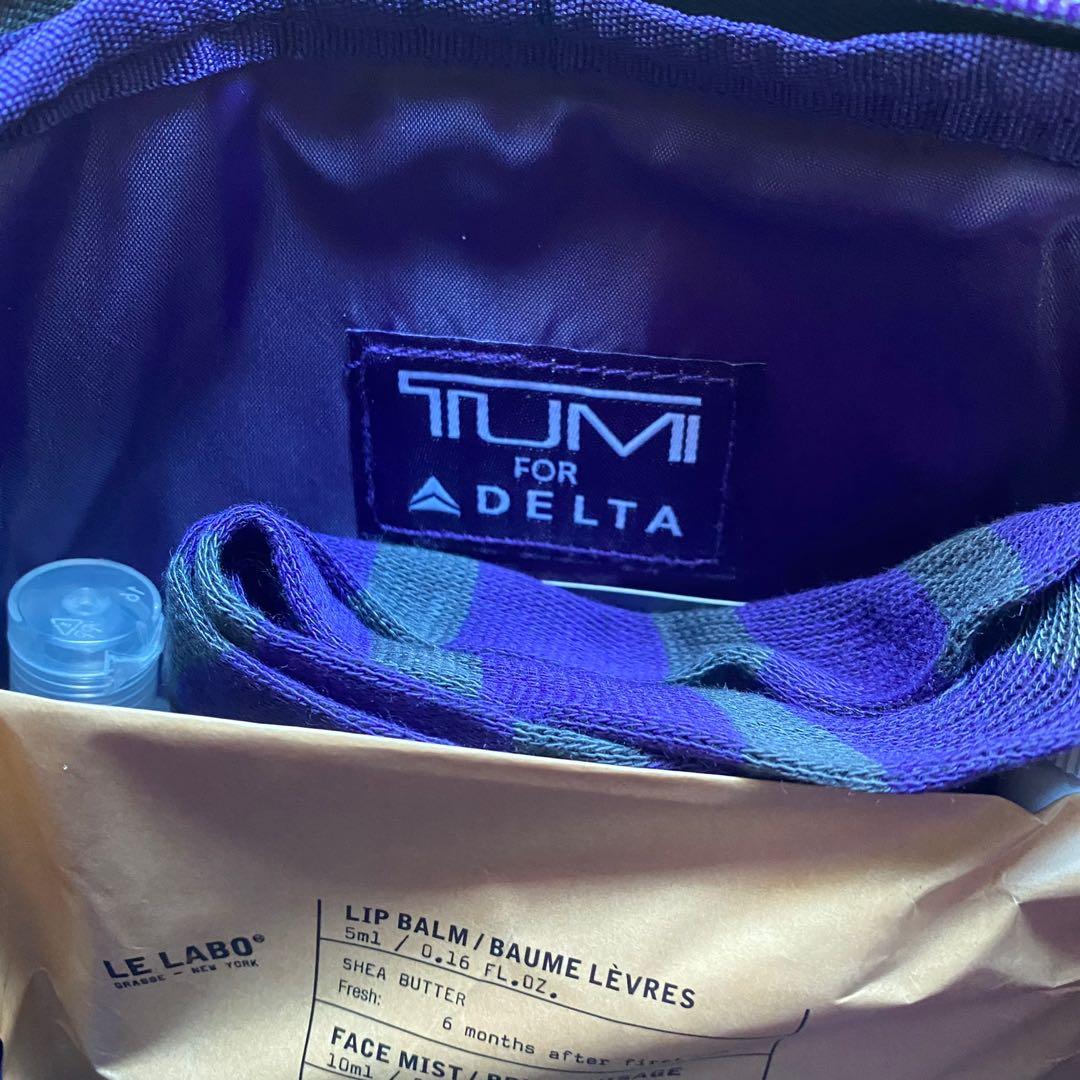 TUMI
FOR
DELTA
LE LABO®
GRASSE - NEW YORK
LIP BALM / BAUME LÈVRES
5ml / 0.16 FL.OZ.
SHEA BUTTER
Fresh:
6 months after
FACE MIST /
10ml /